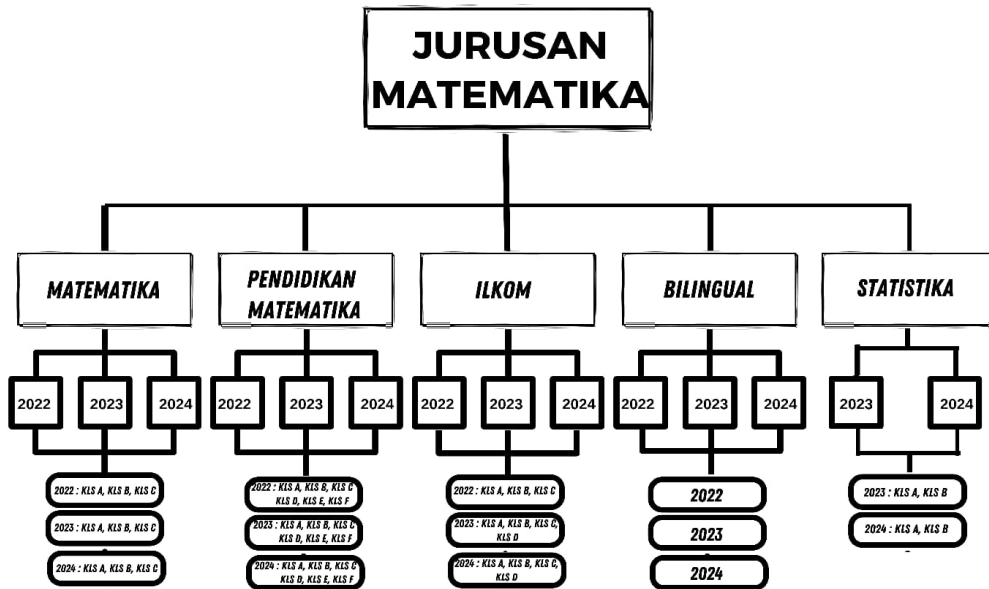 JURUSAN
MATEMATIKA
MATEMATIKA
PENDIDIKAN
MATEMATIKA
ILKOM
BILINGUAL
STATISTIKA
2022
2023
2024
2022
2023
2024
2022
2023
2024
2022
2023
2024
2023
2024
2022 : KLS A, KLS B, KLS C
2023 : KLS A, KLS B, KLS C
2024 : KLS A, KLS B, KLS C
2022 : KLS A, KLS B, KLS C
KLS D, KLS E, KLS F
2023 : KLS A, KLS B, KLS C
KLS D, KLS E, KLS F
2024 : KLS A, KLS B, KLS C
KLS D, KLS E, KLS F
2022 : KLS A, KLS B, KLS C
2023 : KLS A, KLS B, KLS C,
KLS D
2024 : KLS A, KLS B, KLS C,
KLS D
2022
2023
2024
2023 : KLS A, KLS B
2024 : KLS A, KLS B